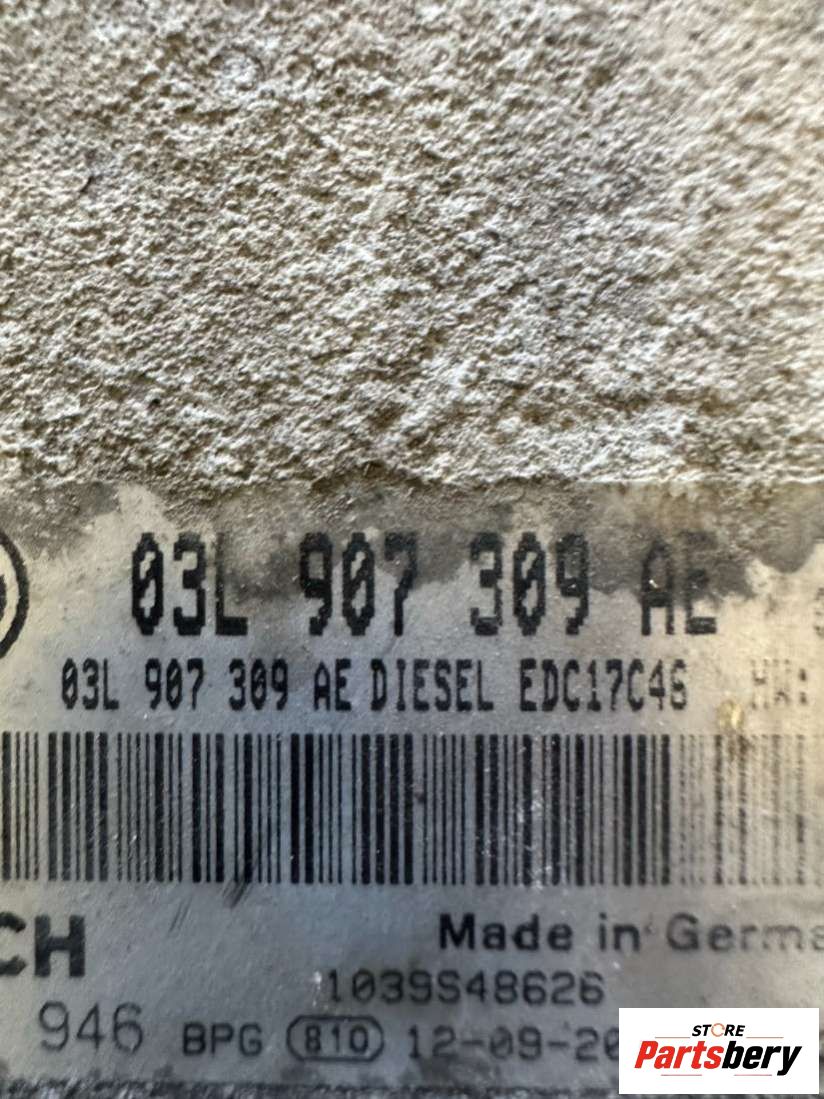 03L 907 309 AE
03L 907 309 AE DIESEL EDC17C46 HW:
CH
Made in Germa
1039S48626
946 BPG 810 12-09-20
STORE
Partsbery